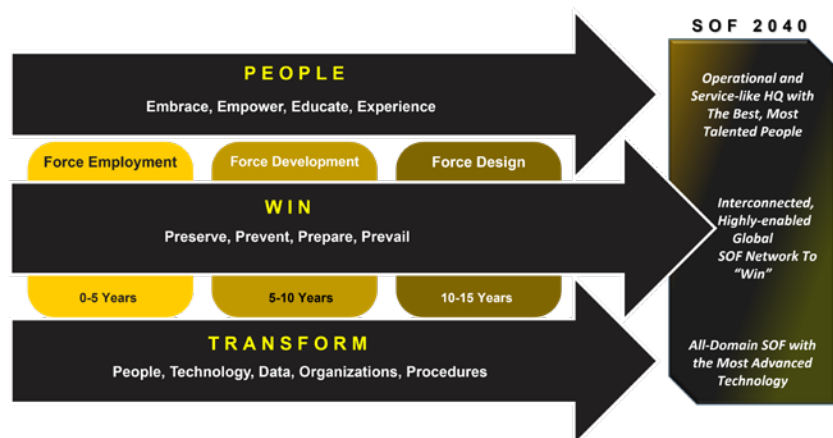 SOF 2040
PEOPLE
Embrace, Empower, Educate, Experience
Operational and
Service-like HQ with
The Best, Most
Talented People
Force Employment
Force Development
Force Design
WIN
Preserve, Prevent, Prepare, Prevail
Interconnected,
Highly-enabled
Global
SOF Network To
“Win”
0-5 Years
5-10 Years
10-15 Years
TRANSFORM
People, Technology, Data, Organizations, Procedures
All-Domain SOF with
the Most Advanced
Technology